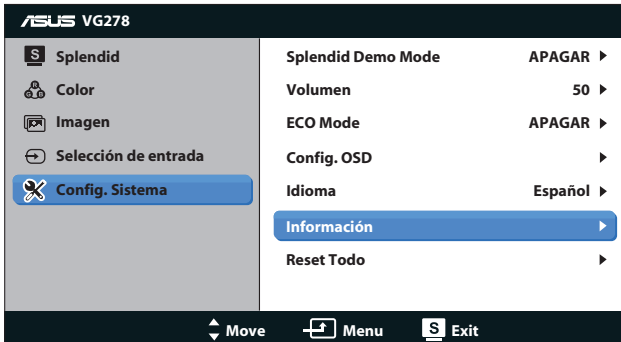 ASUS VG278
S Splendid
Color
Imagen
Selección de entrada
Config. Sistema
Splendid Demo Mode APAGAR
Volumen 50
ECO Mode APAGAR
Config. OSD
Idioma Español
Información
Reset Todo
Move Menu S Exit